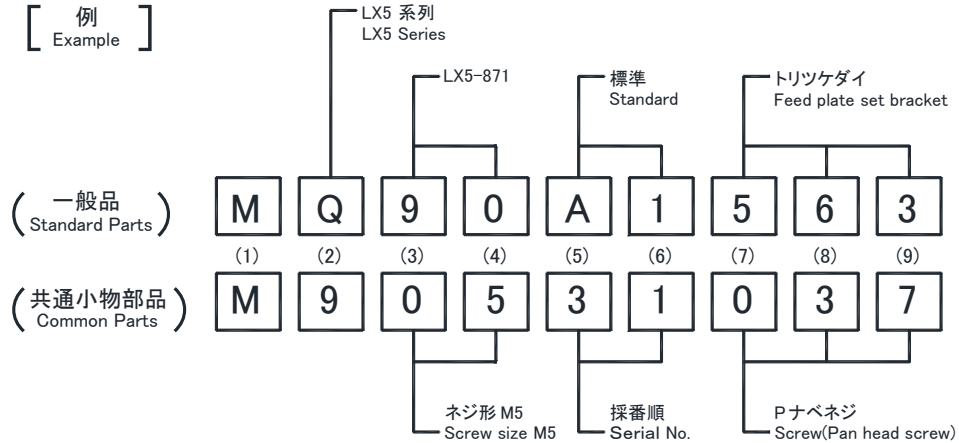 例
Example
LX5 系列
LX5 Series
LX5-871
標準
Standard
トリツケダイ
Feed plate set bracket
一般品
Standard Parts
M Q 9 0 A 1 5 6 3
(1) (2) (3) (4) (5) (6) (7) (8) (9)
共通小物部品
Common Parts
M 9 0 5 3 1 0 3 7
ネジ形 M5
Screw size M5
採番順
Serial No.
Pナベネジ
Screw(Pan head screw)